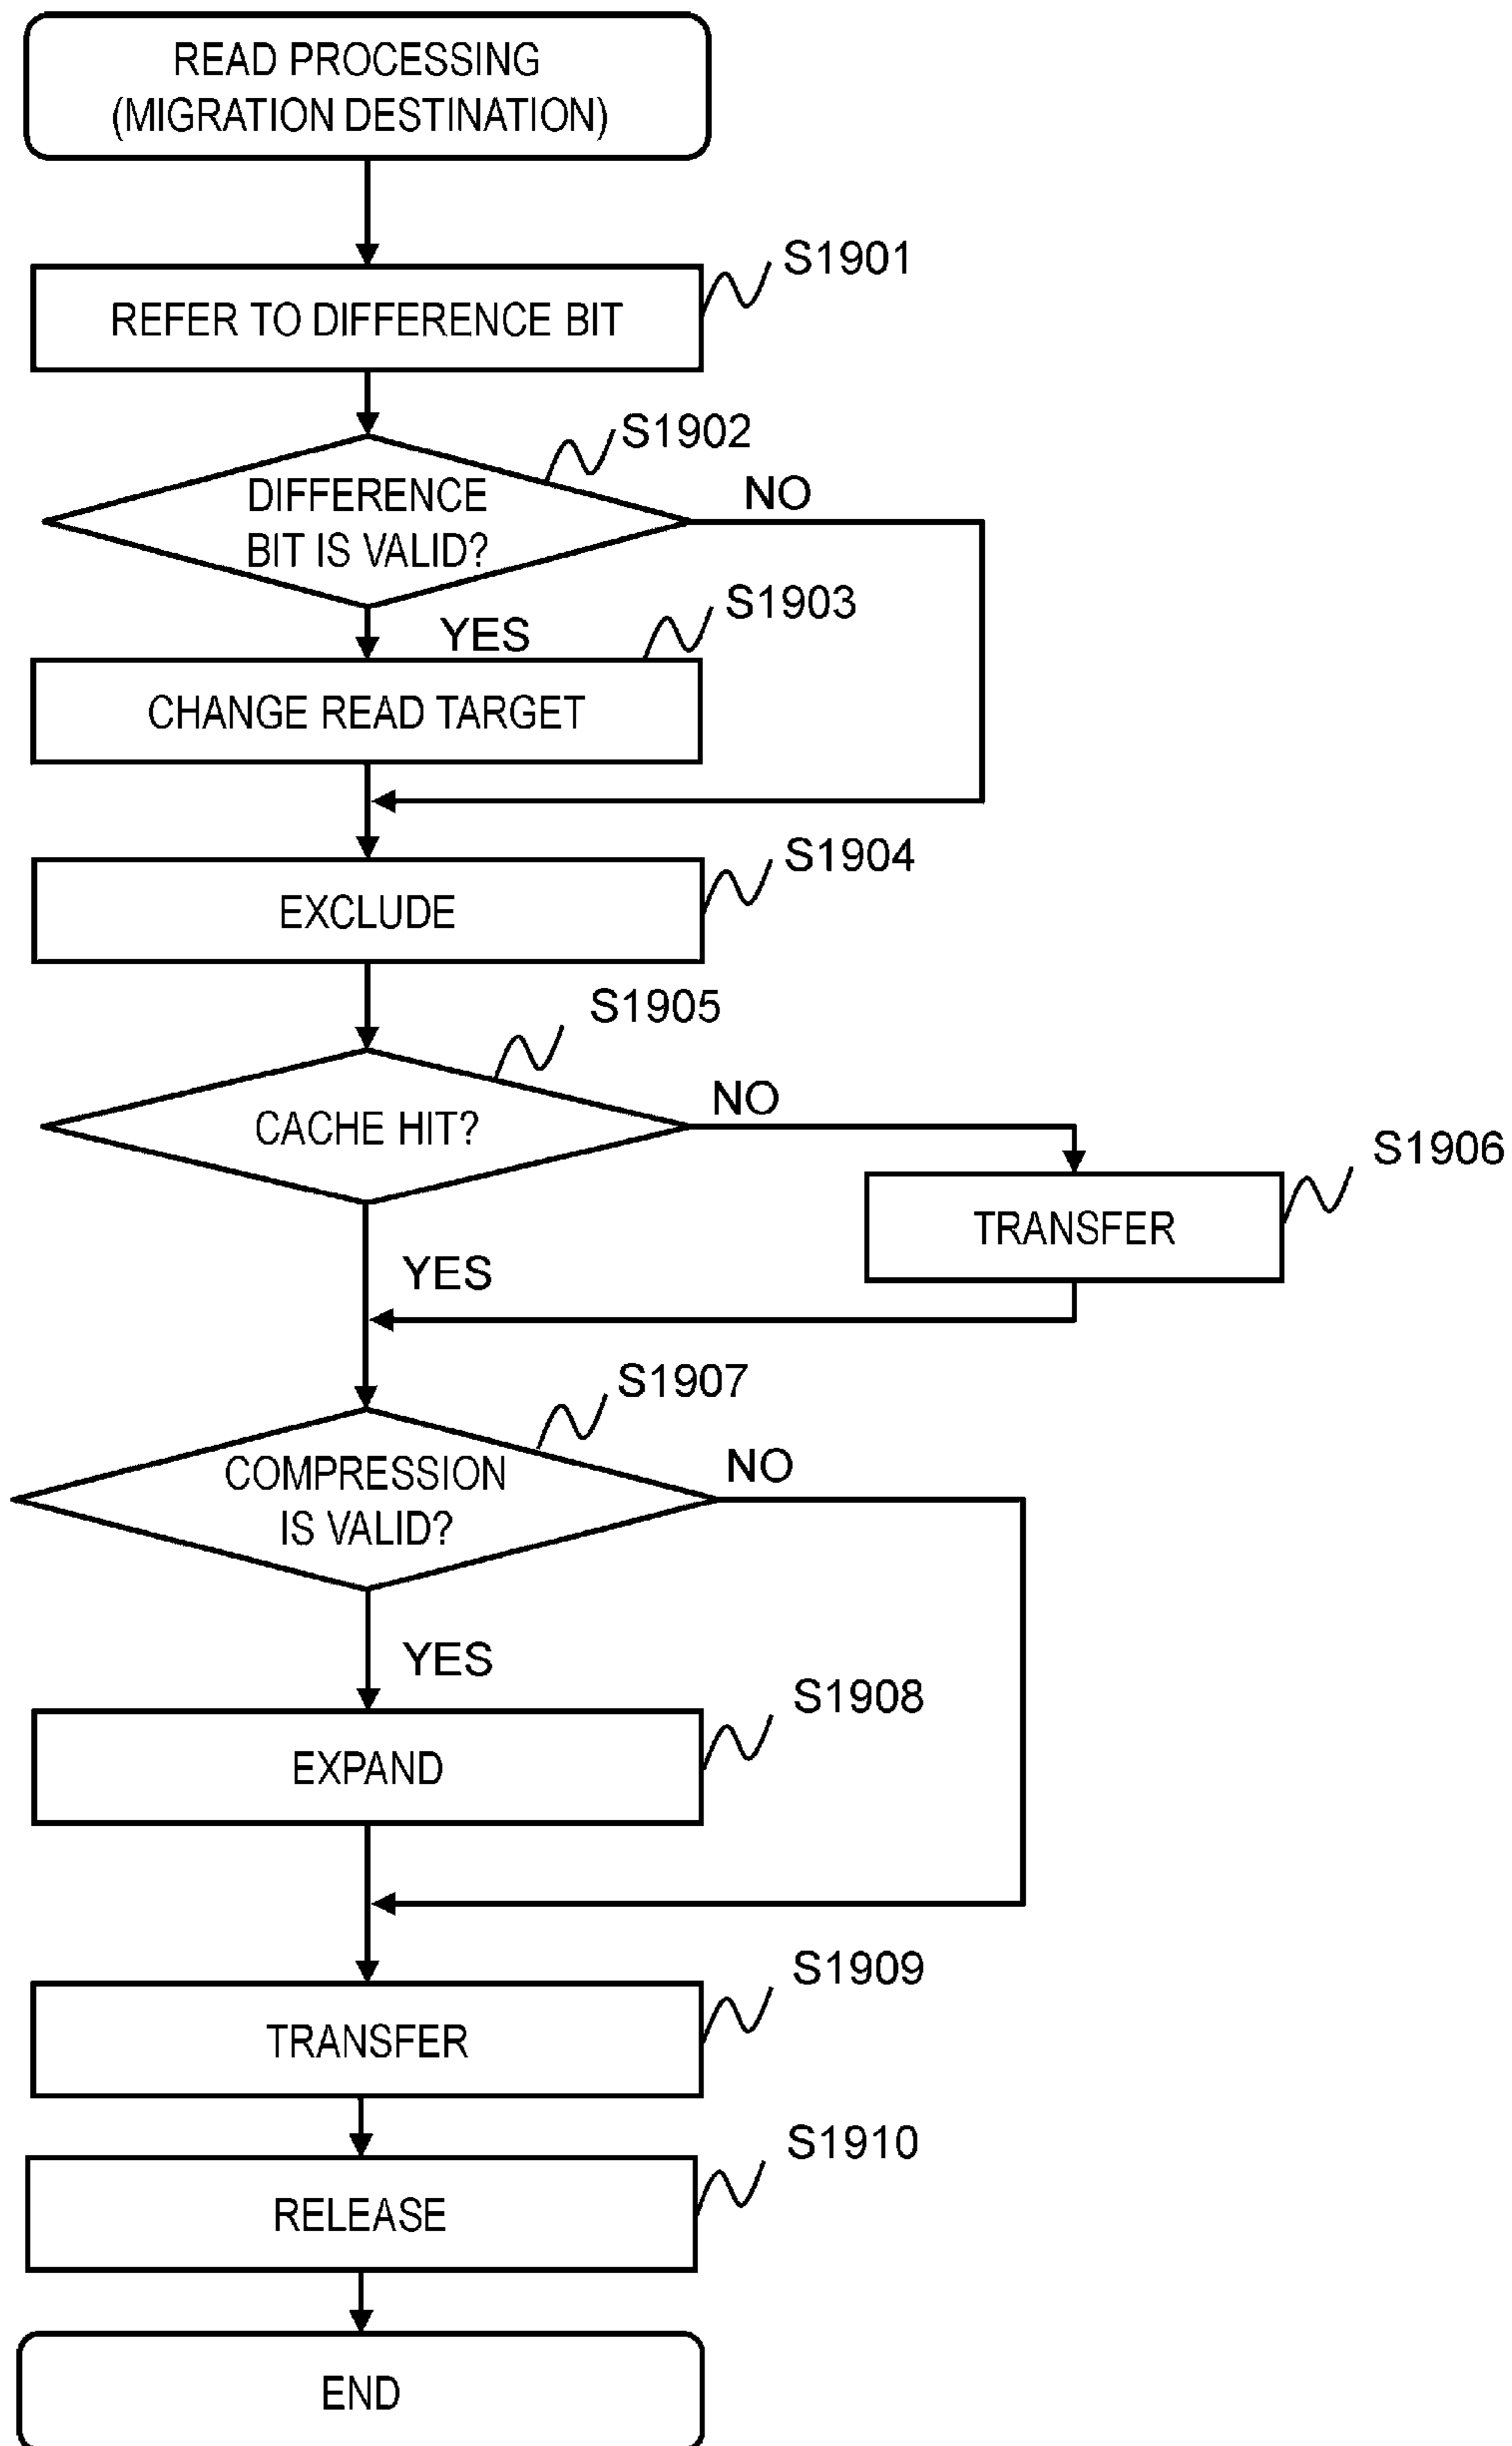 READ PROCESSING
(MIGRATION DESTINATION)
S1901
REFER TO DIFFERENCE BIT
S1902
DIFFERENCE
BIT IS VALID?
NO
YES
S1903
CHANGE READ TARGET
S1904
EXCLUDE
S1905
CACHE HIT?
NO
S1906
TRANSFER
YES
S1907
COMPRESSION
IS VALID?
NO
YES
S1908
EXPAND
S1909
TRANSFER
S1910
RELEASE
END